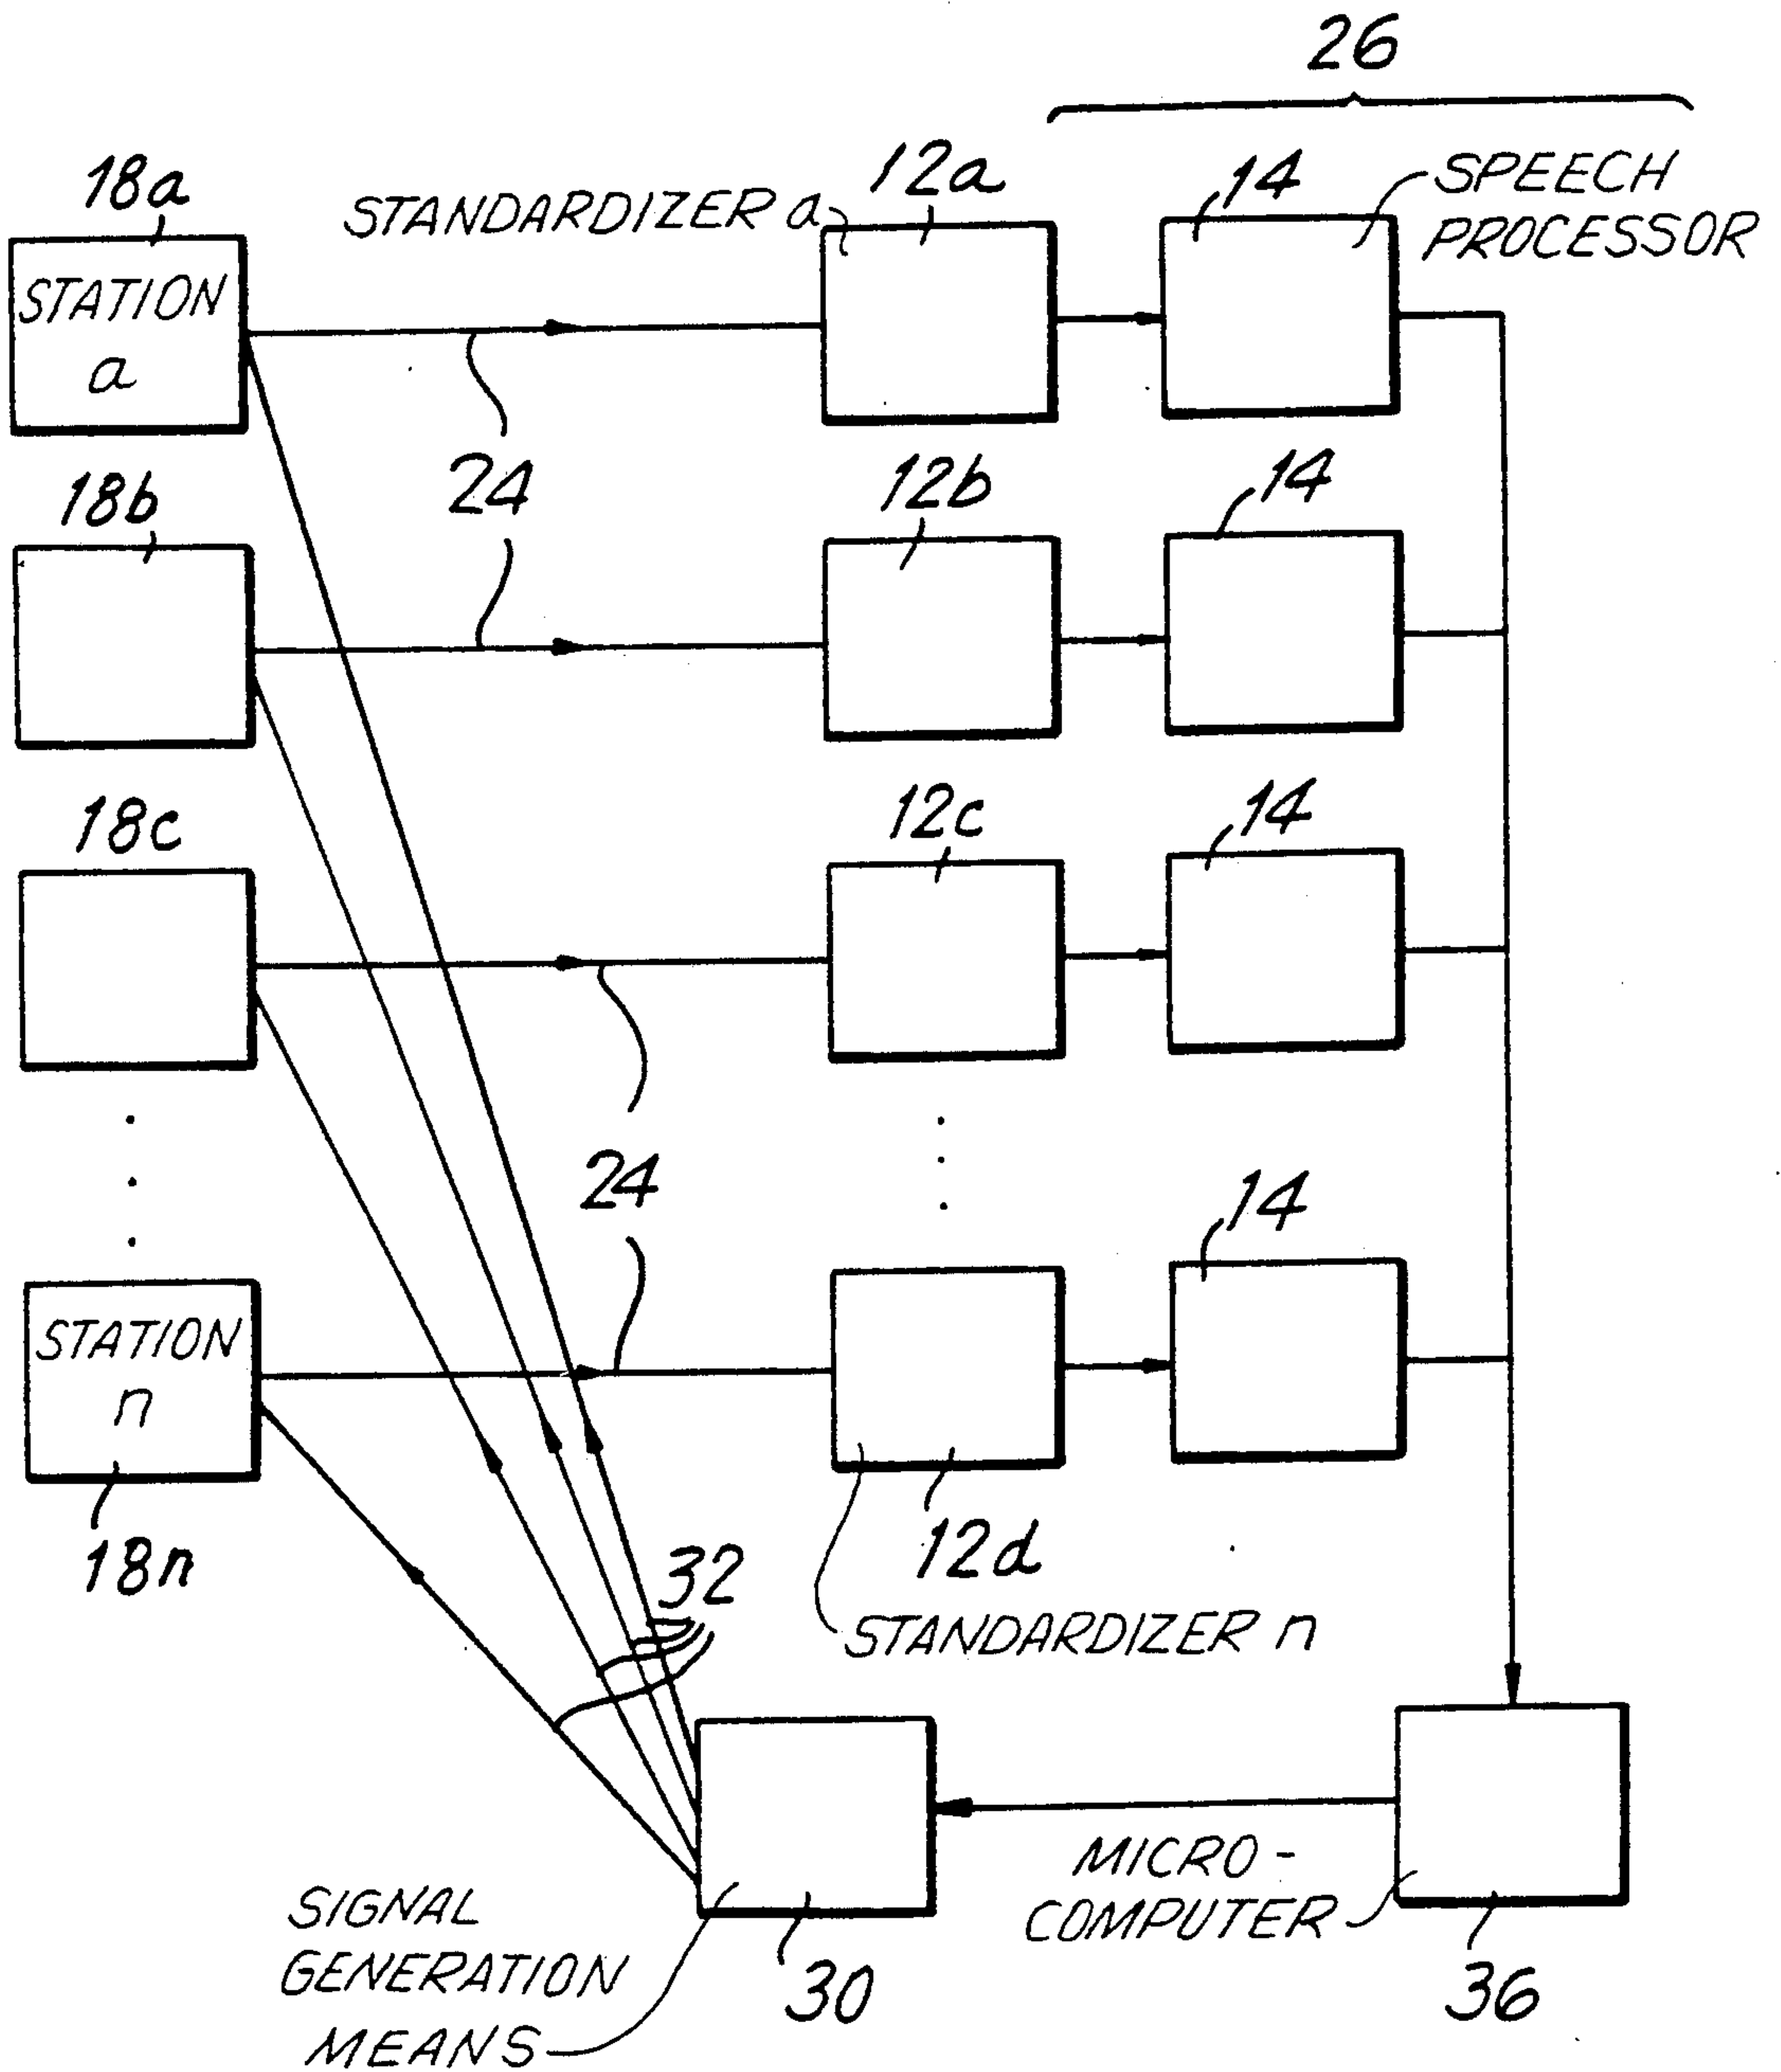 26
18a
STANDARDIZER a
12a
14
SPEECH
PROCESSOR
STATION
a
24
18b
12b
14
18c
12c
14
24
14
STATION
n
18n
12d
32
STANDARDIZER n
SIGNAL
GENERATION
MEANS
30
MICRO-
COMPUTER
36